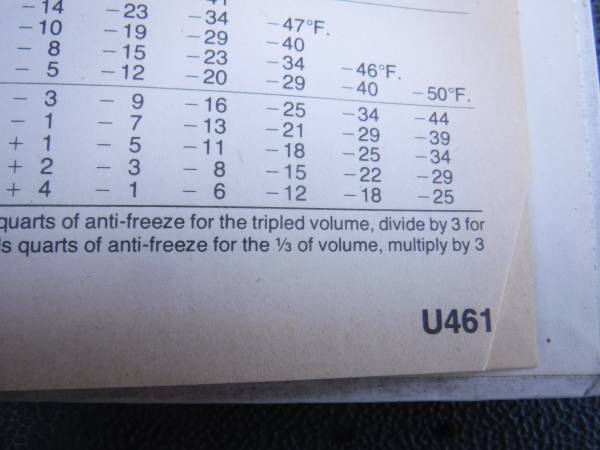 - 14 - 23 - 34 - 47°F.
- 10 - 19 - 29 - 40
- 8 - 15 - 23 - 34 - 46°F.
- 5 - 12 - 20 - 29 - 40 - 50°F.
- 3 - 9 - 16 - 25 - 34 - 44
- 1 - 7 - 13 - 21 - 29 - 39
+ 1 - 5 - 11 - 18 - 25 - 34
+ 2 - 3 - 8 - 15 - 22 - 29
+ 4 - 1 - 6 - 12 - 18 - 25
quarts of anti-freeze for the tripled volume, divide by 3 for
quarts of anti-freeze for the ⅓ of volume, multiply by 3
U461